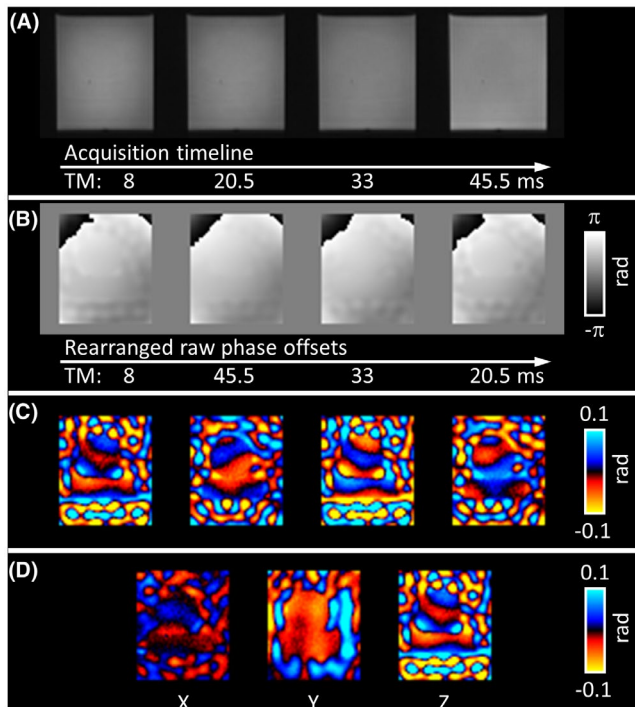 (A)
Acquisition timeline
TM: 8 20.5 33 45.5 ms
(B)
π
rad
-π
Rearranged raw phase offsets
TM: 8 45.5 33 20.5 ms
(C)
0.1
rad
-0.1
(D)
0.1
rad
-0.1
X Y Z